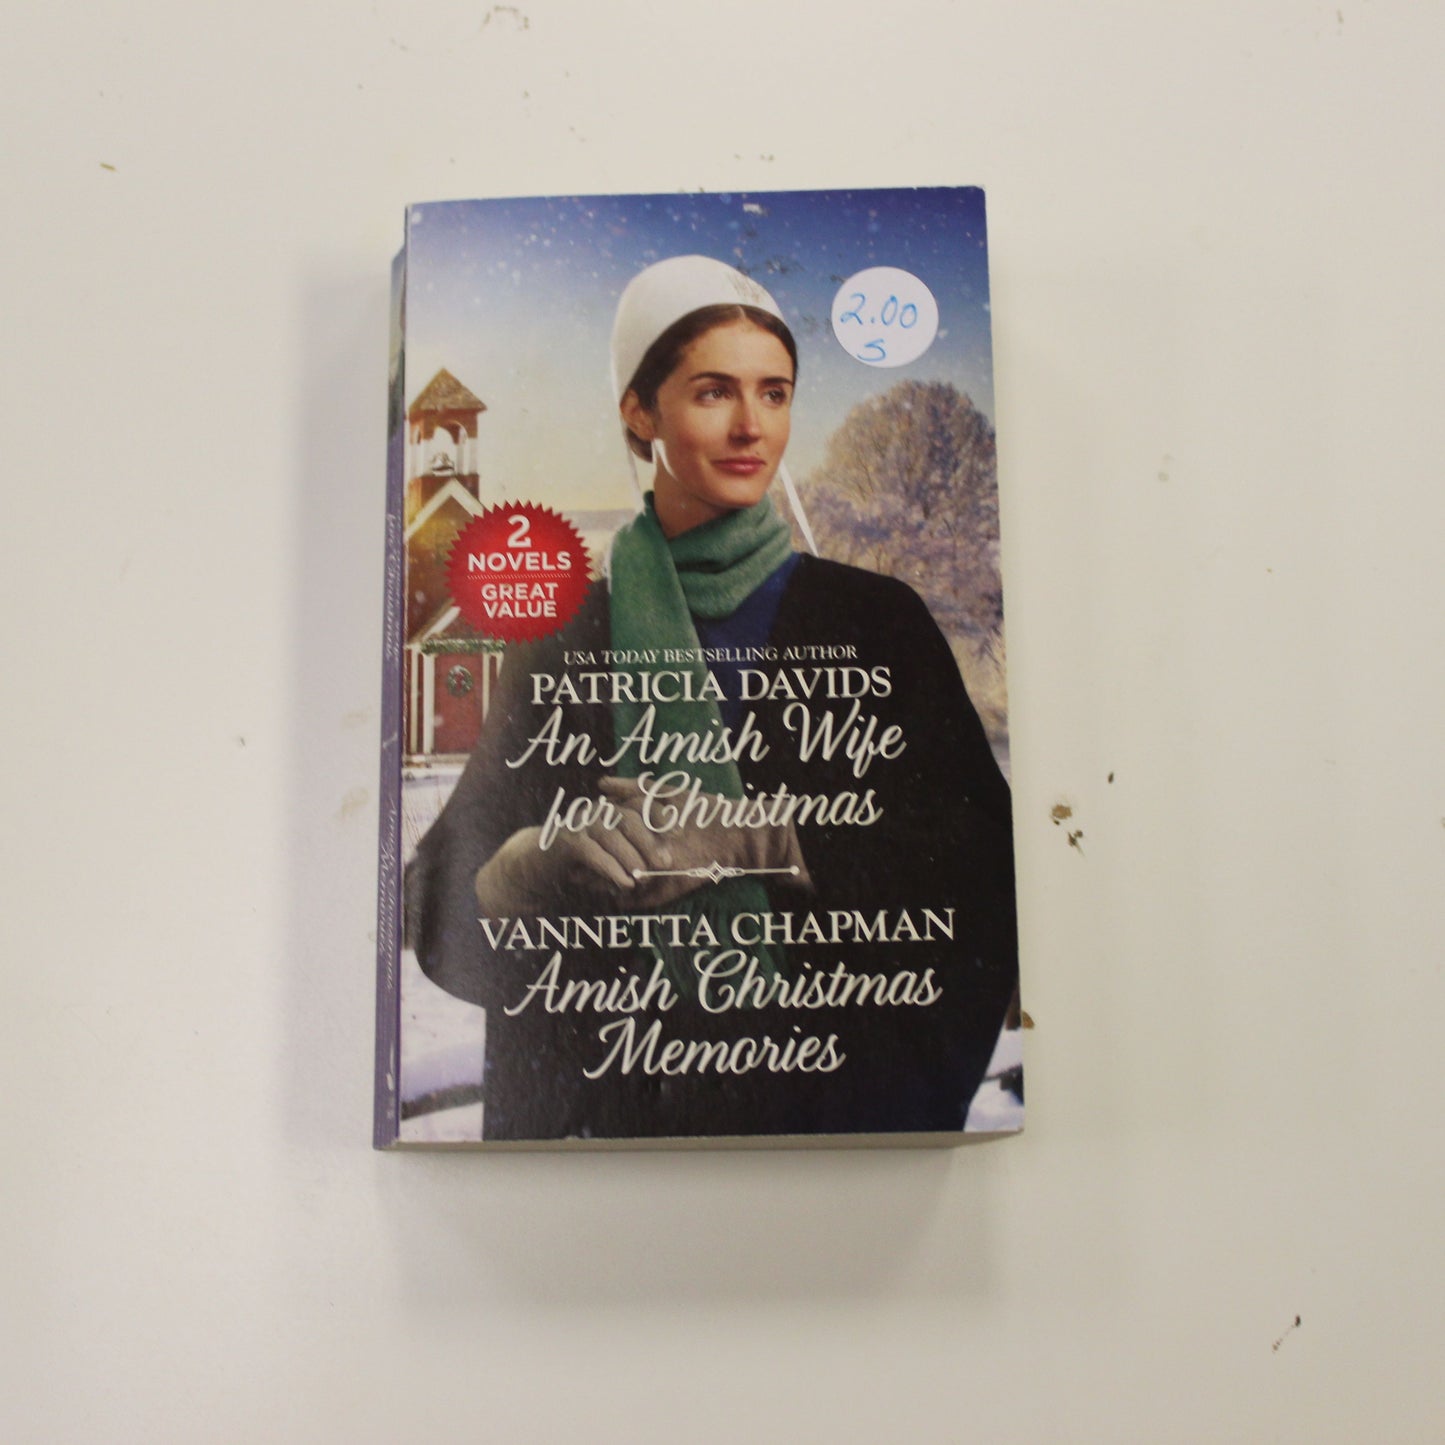 2.00
S
2
NOVELS
GREAT
VALUE
USA TODAY BESTSELLING AUTHOR
PATRICIA DAVIDS
An Amish Wife
for Christmas
VANNETTA CHAPMAN
Amish Christmas
Memories